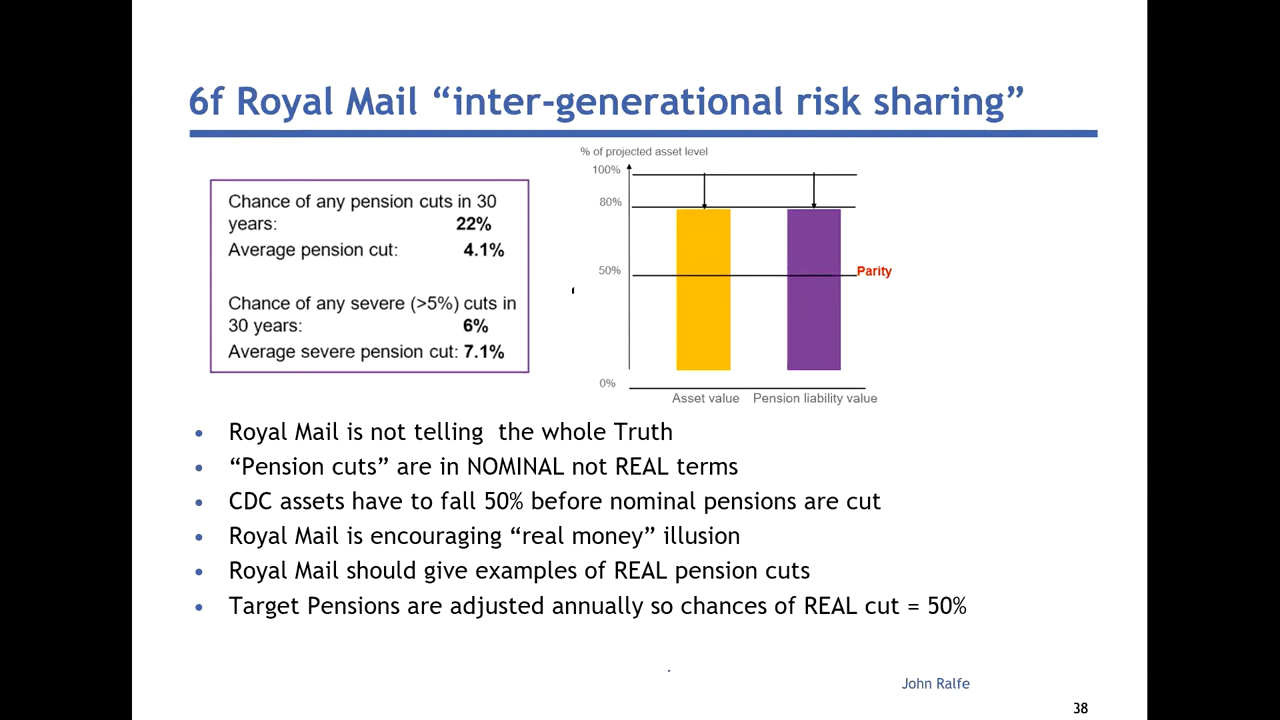 6f Royal Mail “inter-generational risk sharing”
Chance of any pension cuts in 30
years: 22%
Average pension cut: 4.1%
Chance of any severe (>5%) cuts in
30 years: 6%
Average severe pension cut: 7.1%
% of projected asset level
100%
80%
50%
Parity
0%
Asset value Pension liability value
• Royal Mail is not telling  the whole Truth
• “Pension cuts” are in NOMINAL not REAL terms
• CDC assets have to fall 50% before nominal pensions are cut
• Royal Mail is encouraging “real money” illusion
• Royal Mail should give examples of REAL pension cuts
• Target Pensions are adjusted annually so chances of REAL cut = 50%
John Ralfe
38